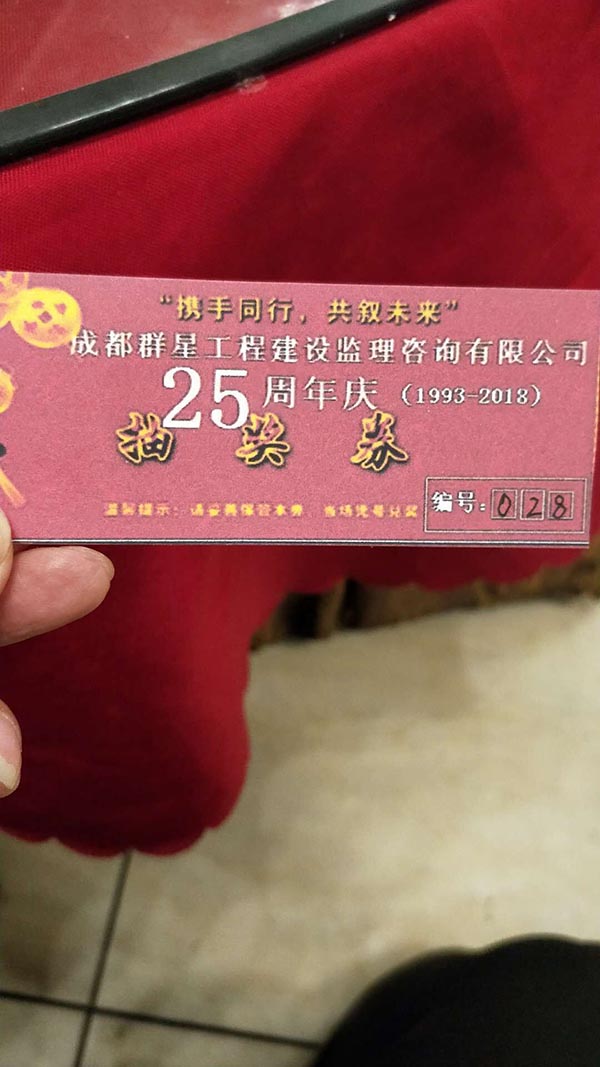 “携手同行，共叙未来”
成都群星工程建设监理咨询有限公司
25周年庆（1993-2018）
抽奖券
温馨提示：请妥善保管本券，当场凭号兑奖
编号：028